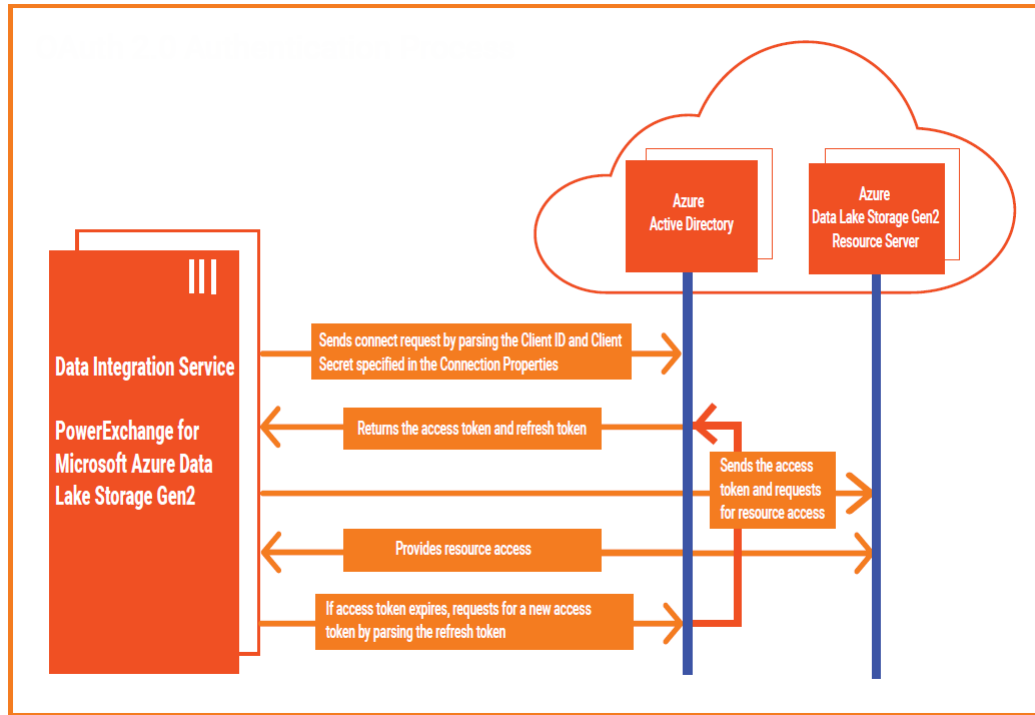 Azure
Active Directory
Azure
Data Lake Storage Gen2
Resource Server
Data Integration Service
PowerExchange for
Microsoft Azure Data
Lake Storage Gen2
Sends connect request by parsing the Client ID and Client
Secret specified in the Connection Properties
Returns the access token and refresh token
Sends the access
token and requests
for resource access
Provides resource access
If access token expires, requests for a new access
token by parsing the refresh token